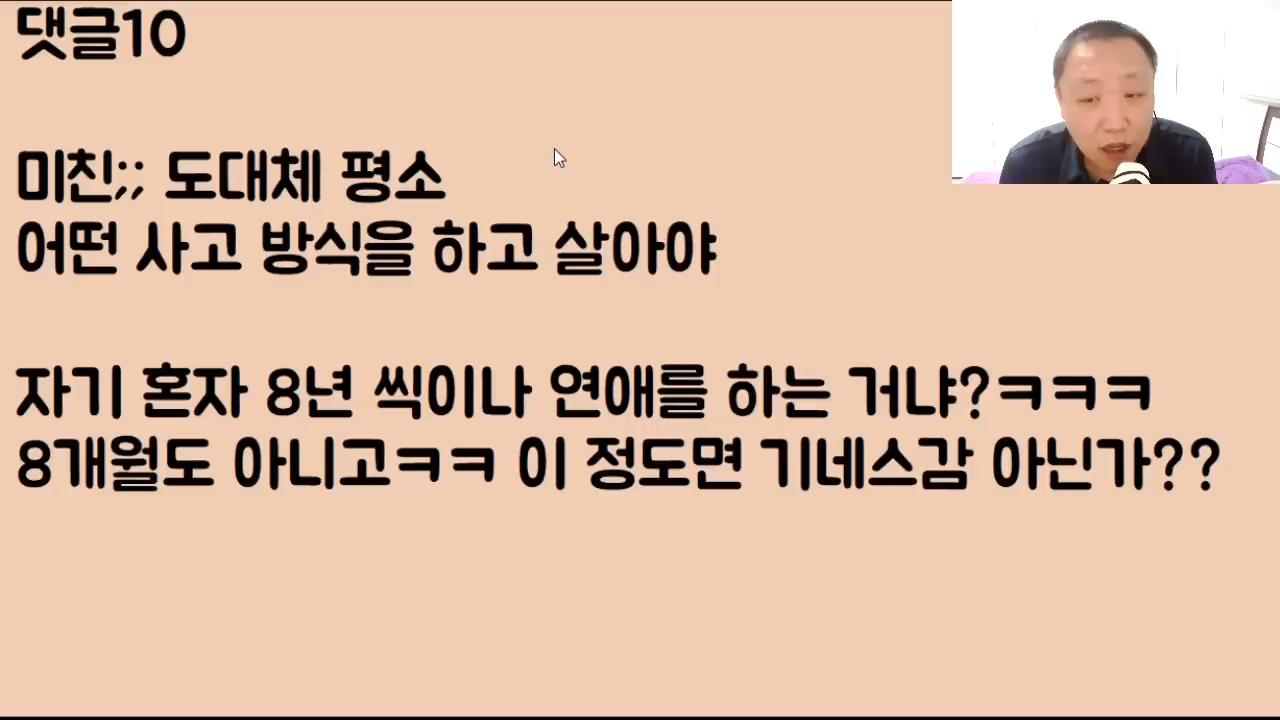 댓글10
미친;; 도대체 평소
어떤 사고 방식을 하고 살아야
자기 혼자 8년 씩이나 연애를 하는 거냐?ㅋㅋㅋ
8개월도 아니고ㅋㅋ 이 정도면 기네스감 아닌가??